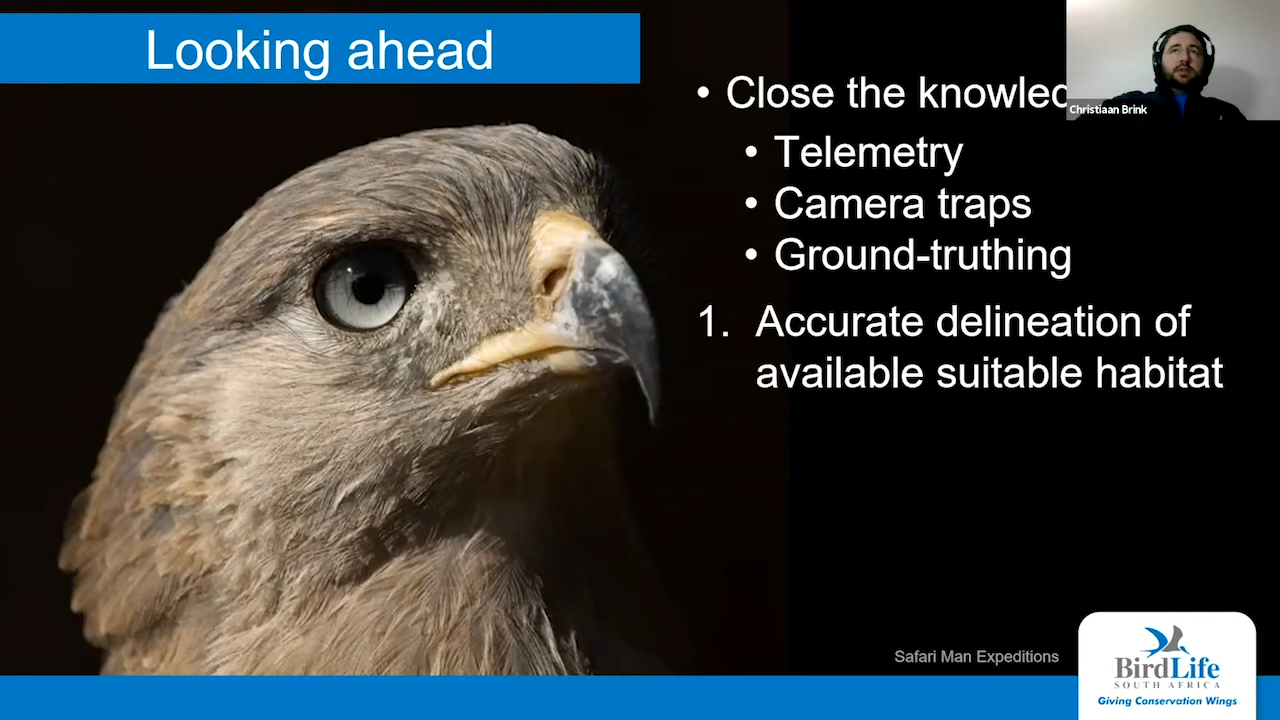 Looking ahead
• Close the knowled
Christiaan Brink
• Telemetry
• Camera traps
• Ground-truthing
1. Accurate delineation of
available suitable habitat
Safari Man Expeditions
BirdLife
SOUTH AFRICA
Giving Conservation Wings